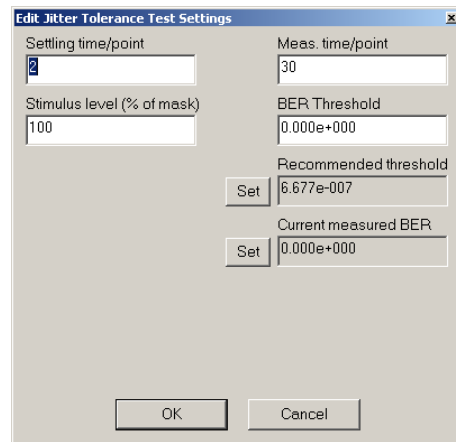 Edit Jitter Tolerance Test Settings
Settling time/point
2
Meas. time/point
30
Stimulus level (% of mask)
100
BER Threshold
0.000e+000
Recommended threshold
Set
6.677e-007
Current measured BER
Set
0.000e+000
OK
Cancel